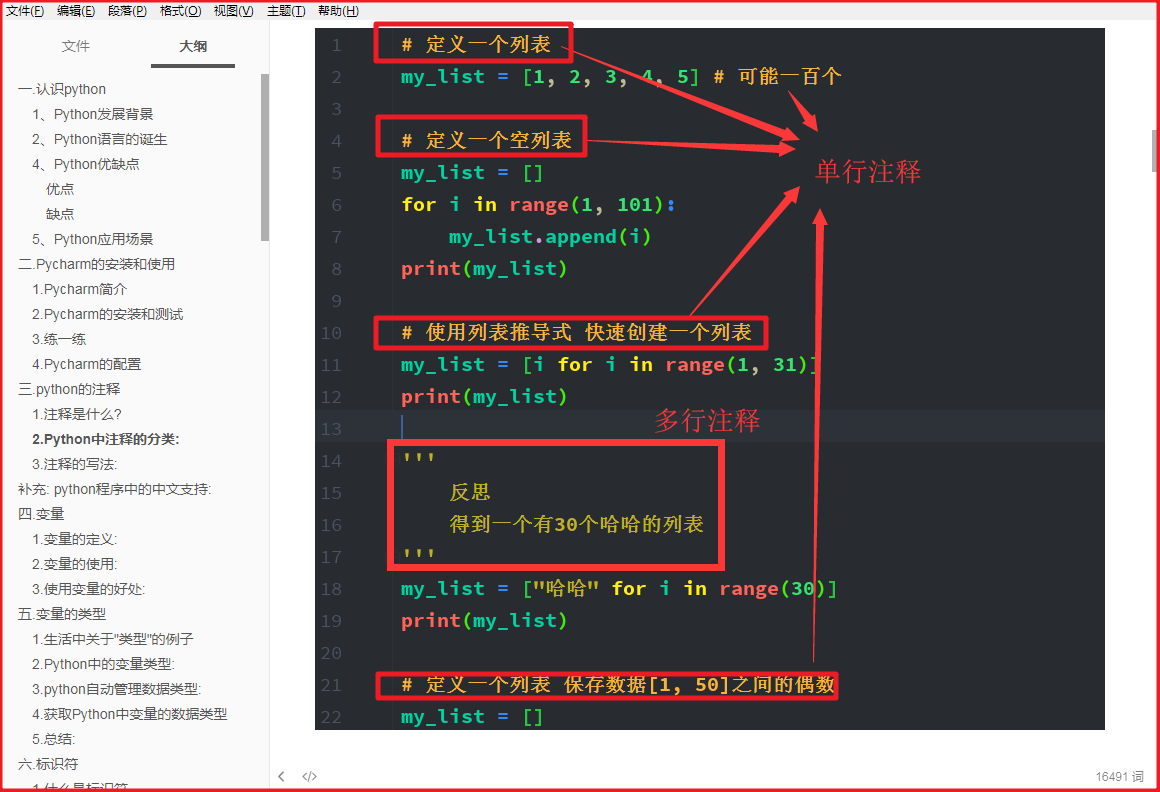 文件(F) 编辑(E) 段落(P) 格式(O) 视图(V) 主题(T) 帮助(H)
文件 大纲
一.认识python
1、Python发展背景
2、Python语言的诞生
4、Python优缺点
优点
缺点
5、Python应用场景
二.Pycharm的安装和使用
1.Pycharm简介
2.Pycharm的安装和测试
3.练一练
4.Pycharm的配置
三.python的注释
1.注释是什么?
2.Python中注释的分类:
3.注释的写法:
补充: python程序中的中文支持:
四.变量
1.变量的定义:
2.变量的使用:
3.使用变量的好处:
五.变量的类型
1.生活中关于"类型"的例子
2.Python中的变量类型:
3.python自动管理数据类型:
4.获取Python中变量的数据类型
5.总结:
六.标识符
1.什么是标识符
1 # 定义一个列表
2 my_list = [1, 2, 3, 4, 5] # 可能一百个
3
4 # 定义一个空列表
5 my_list = []
单行注释
6 for i in range(1, 101):
7 my_list.append(i)
8 print(my_list)
9
10 # 使用列表推导式 快速创建一个列表
11 my_list = [i for i in range(1, 31)]
12 print(my_list)
13
多行注释
14 '''
15 反思
16 得到一个有30个哈哈的列表
17 '''
18 my_list = ["哈哈" for i in range(30)]
19 print(my_list)
20
21 # 定义一个列表 保存数据[1, 50]之间的偶数
22 my_list = []
< </> 16491 词